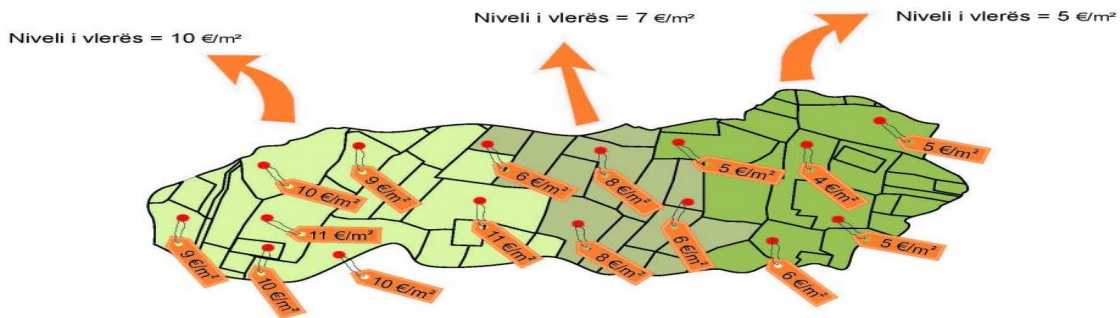 Niveli i vlerës = 10 €/m²
Niveli i vlerës = 7 €/m²
Niveli i vlerës = 5 €/m²
9 €/m²
10 €/m²
11 €/m²
10 €/m²
9 €/m²
10 €/m²
6 €/m²
11 €/m²
8 €/m²
8 €/m²
6 €/m²
5 €/m²
4 €/m²
5 €/m²
5 €/m²
6 €/m²